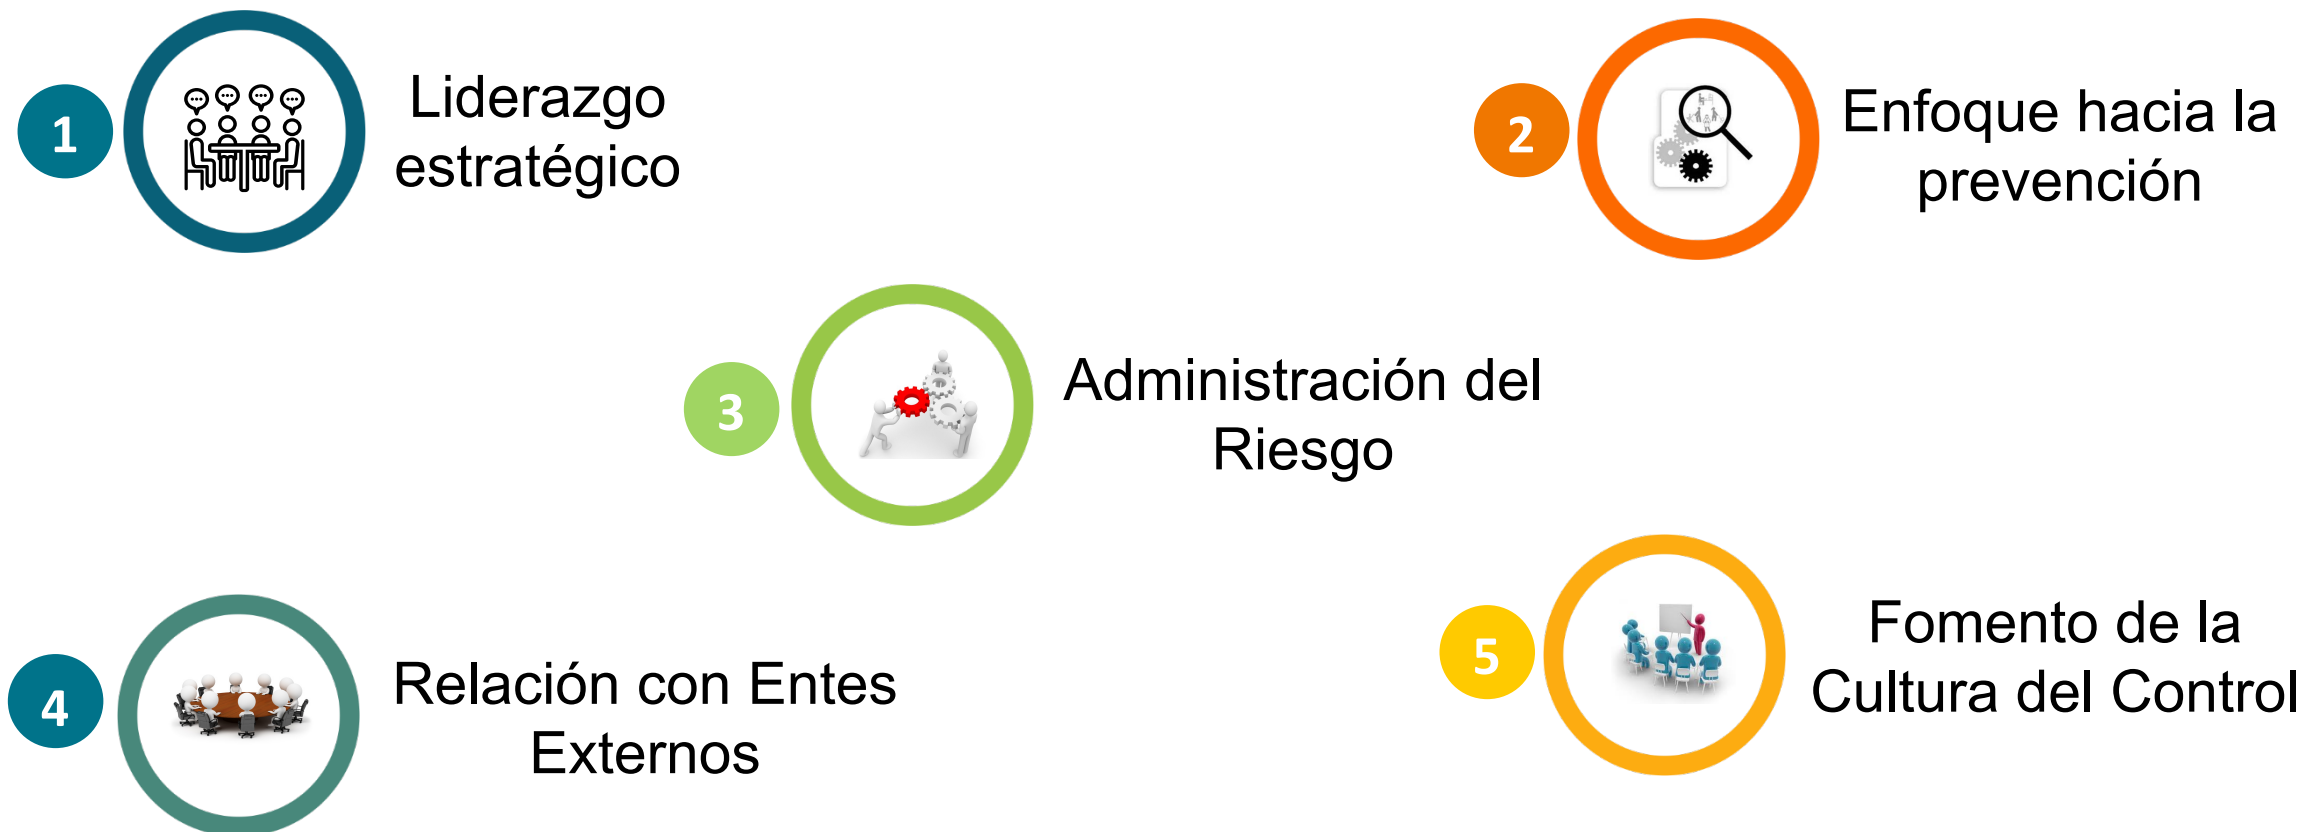 1
Liderazgo
estratégico
2
Enfoque hacia la
prevención
3
Administración del
Riesgo
4
Relación con Entes
Externos
5
Fomento de la
Cultura del Control